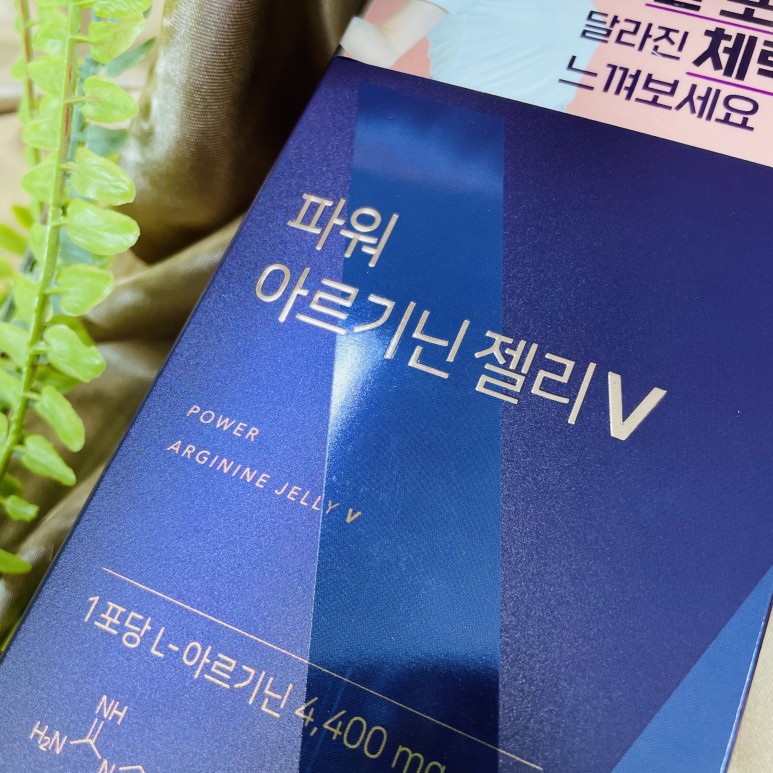 달라진 체력
느껴보세요
파워
아르기닌 젤리 V
POWER
ARGININE JELLY V
1포당 L-아르기닌 4,400 mg
NH
H₂N
N